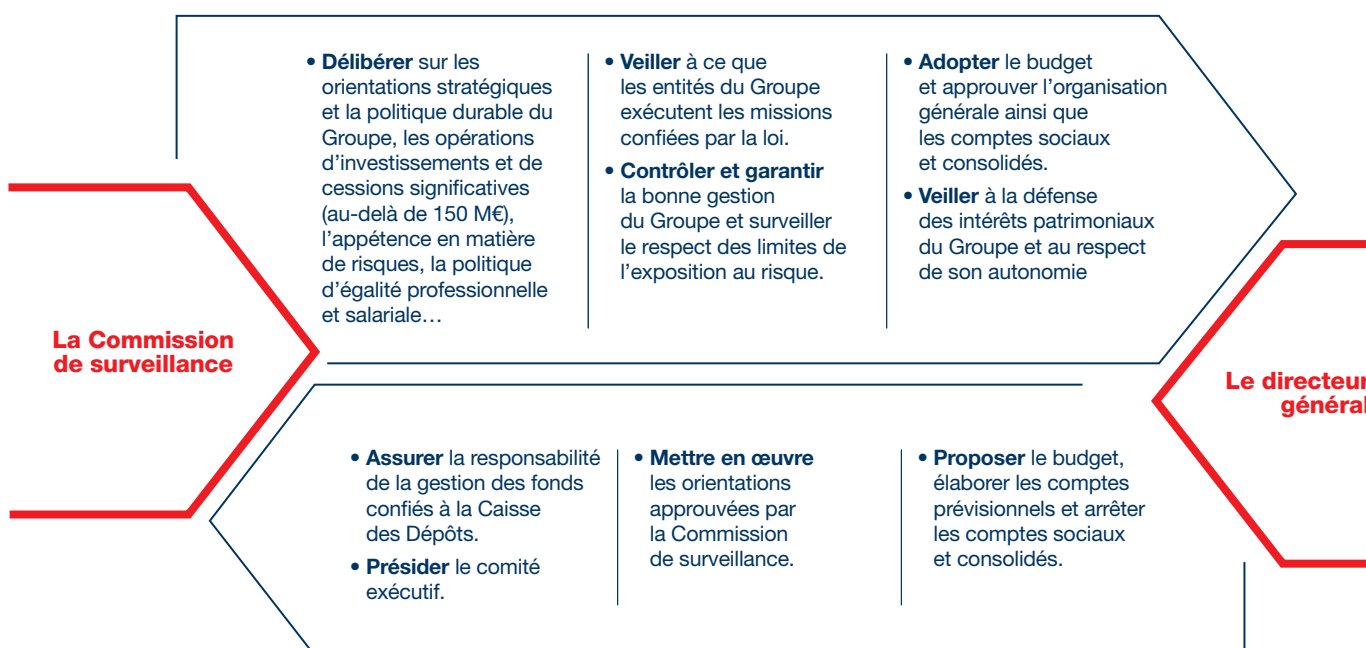 La Commission
de surveillance
• Délibérer sur les
orientations stratégiques
et la politique durable du
Groupe, les opérations
d’investissements et de
cessions significatives
(au-delà de 150 M€),
l’appétence en matière
de risques, la politique
d’égalité professionnelle
et salariale…
• Veiller à ce que
les entités du Groupe
exécutent les missions
confiées par la loi.
• Contrôler et garantir
la bonne gestion
du Groupe et surveiller
le respect des limites de
l’exposition au risque.
• Adopter le budget
et approuver l’organisation
générale ainsi que
les comptes sociaux
et consolidés.
• Veiller à la défense
des intérêts patrimoniaux
du Groupe et au respect
de son autonomie
Le directeur
général
• Assurer la responsabilité
de la gestion des fonds
confiés à la Caisse
des Dépôts.
• Présider le comité
exécutif.
• Mettre en œuvre
les orientations
approuvées par
la Commission
de surveillance.
• Proposer le budget,
élaborer les comptes
prévisionnels et arrêter
les comptes sociaux
et consolidés.